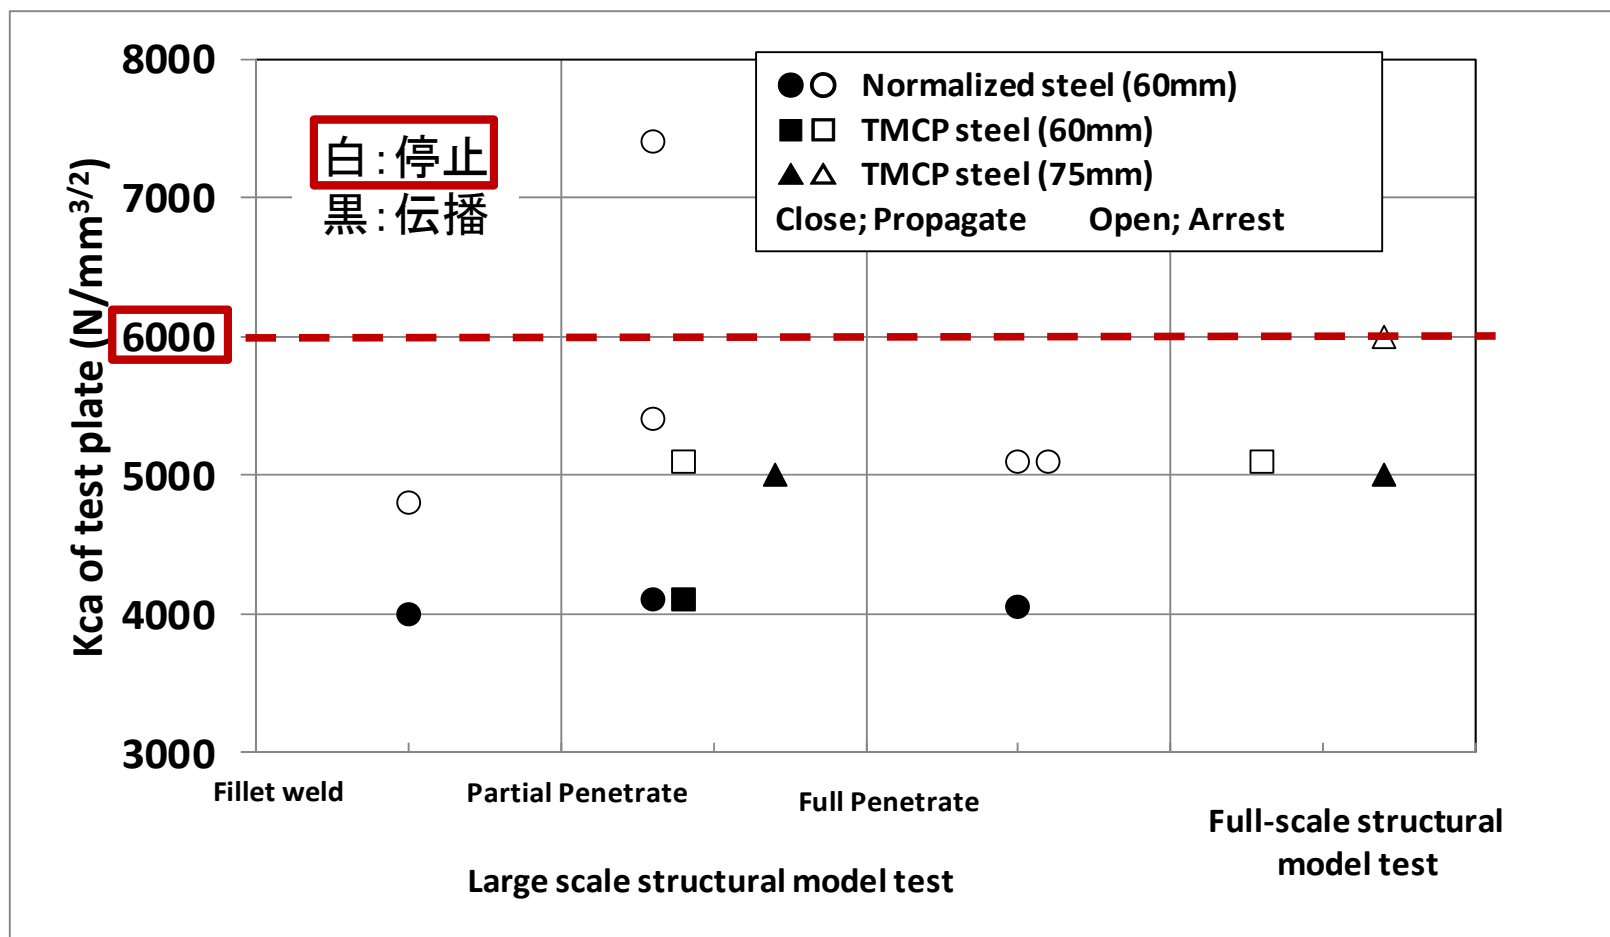 8000
7000
6000
5000
4000
3000
Kca of test plate (N/mm3/2)
白：停止
黒：伝播
Normalized steel (60mm)
TMCP steel (60mm)
TMCP steel (75mm)
Close; Propagate Open; Arrest
Fillet weld
Partial Penetrate
Full Penetrate
Full-scale structural
model test
Large scale structural model test